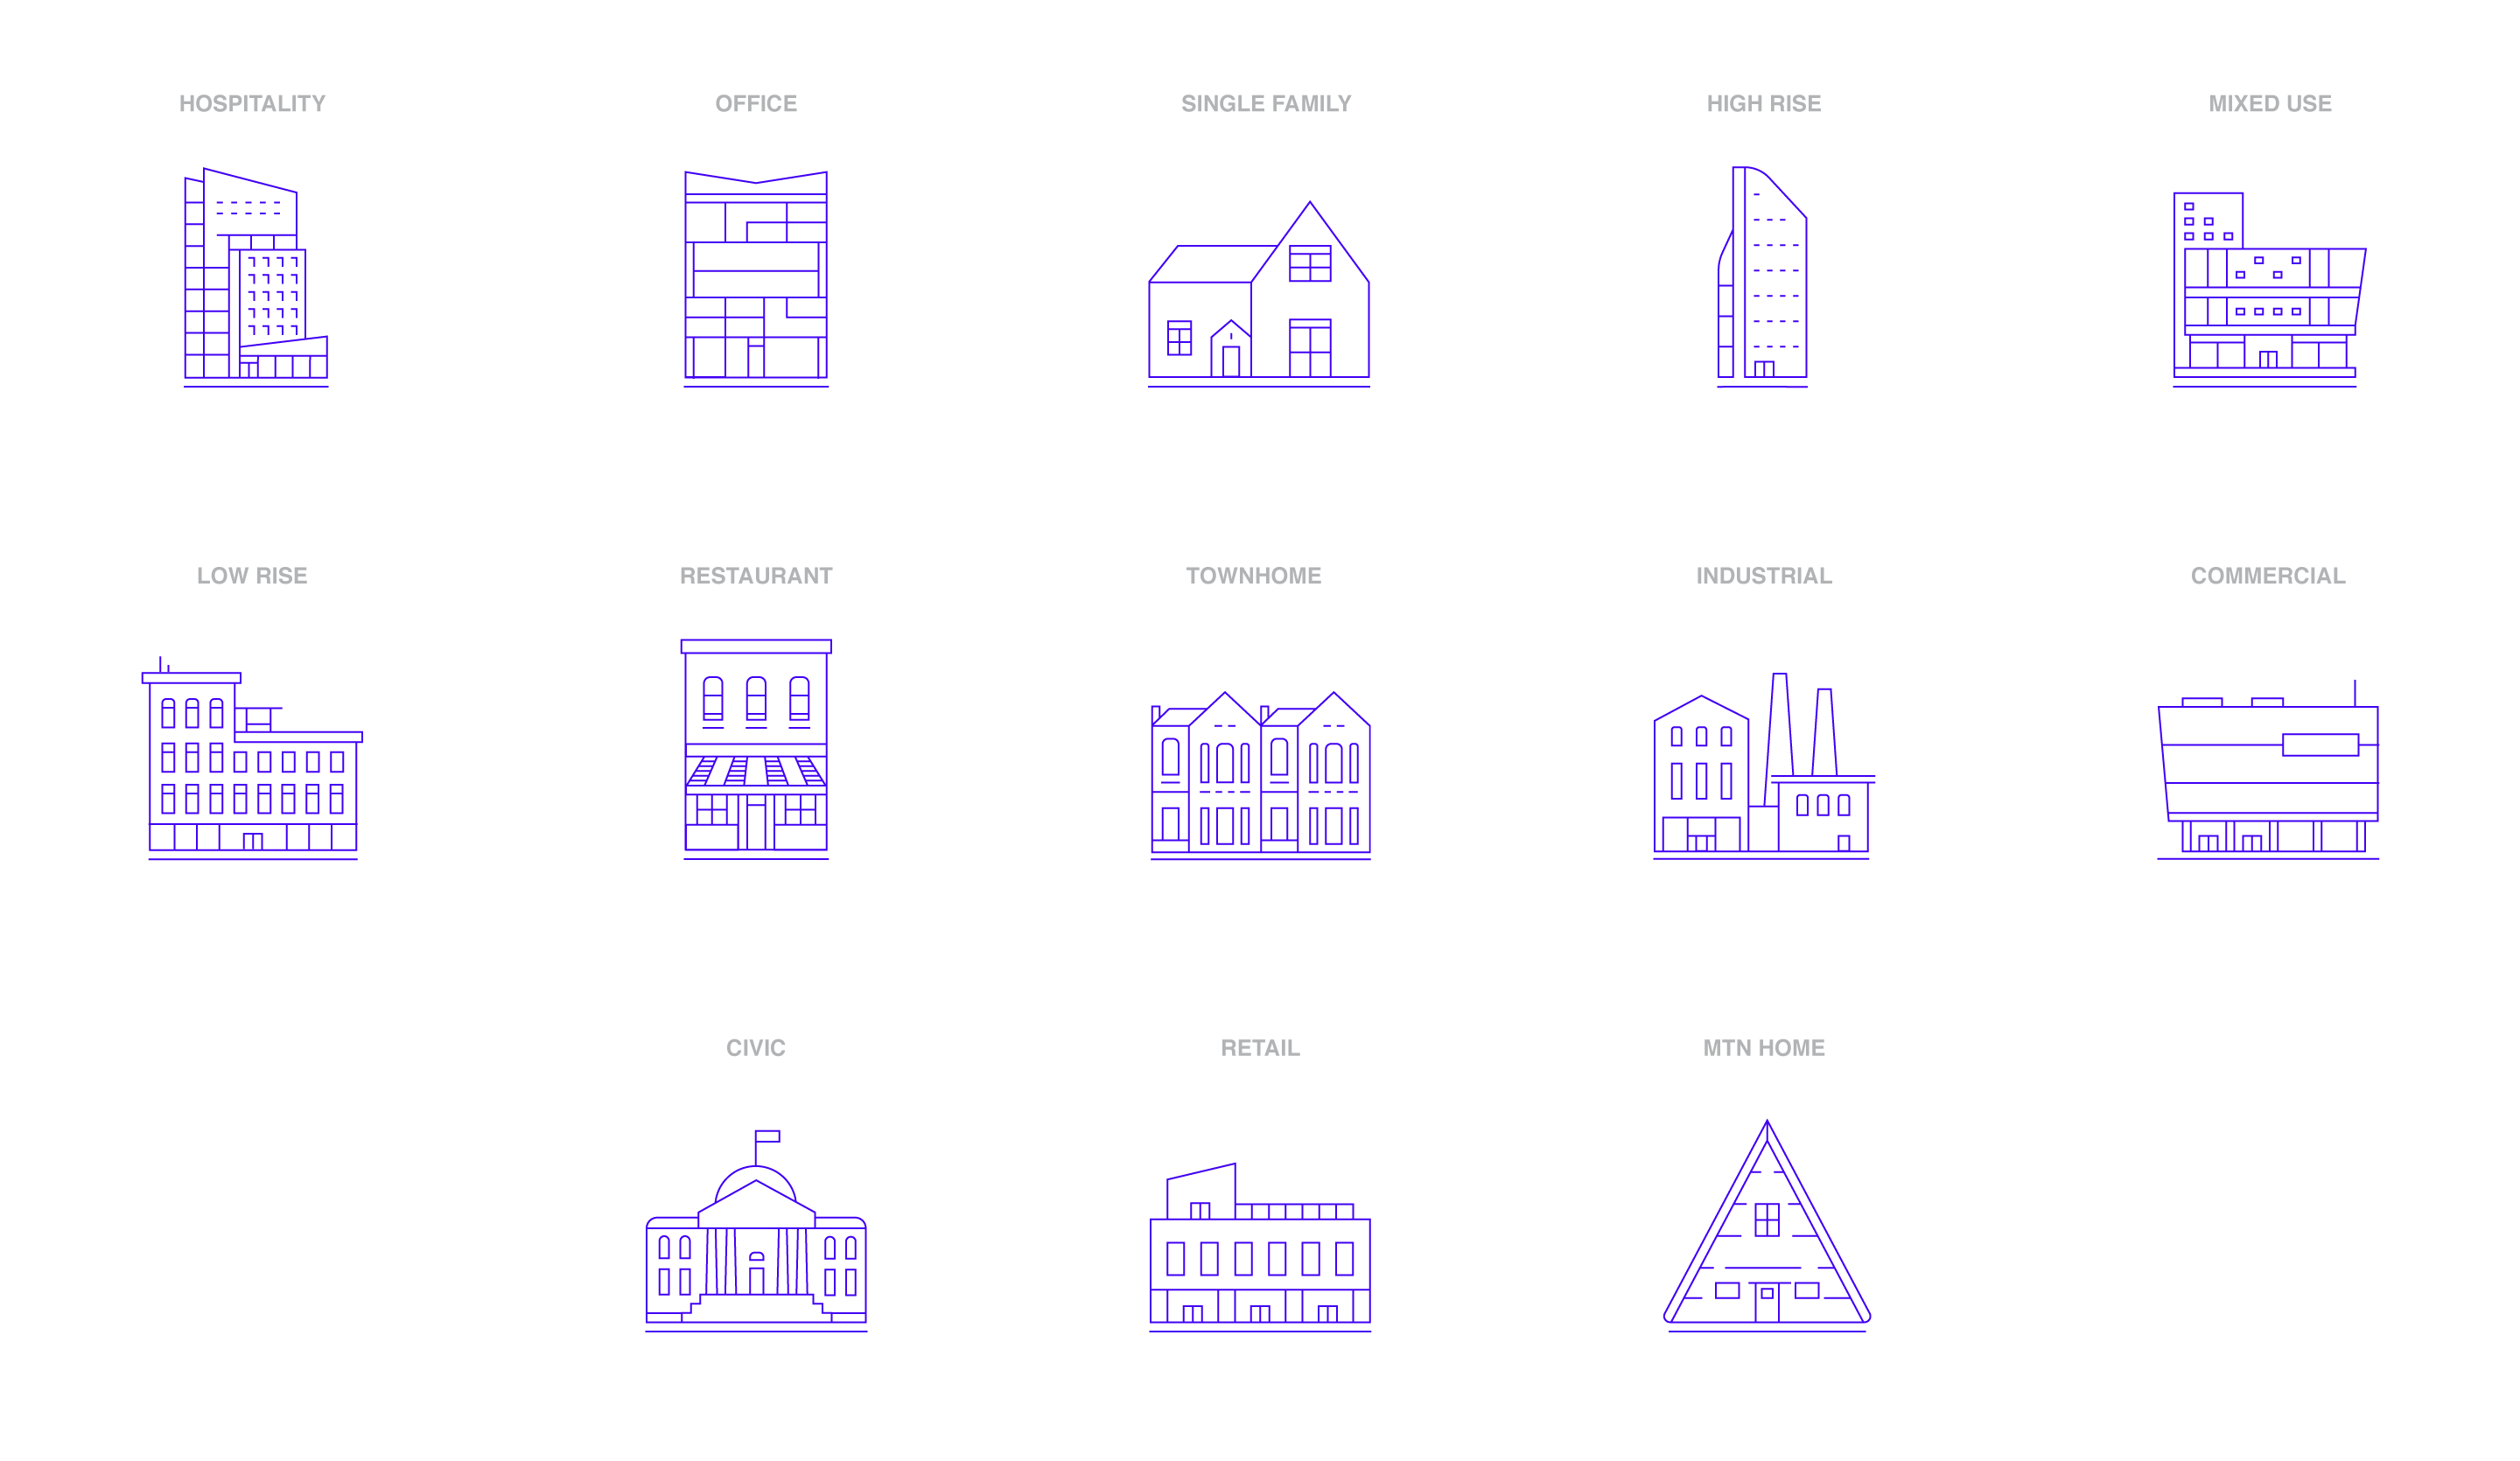 HOSPITALITY
OFFICE
SINGLE FAMILY
HIGH RISE
MIXED USE
LOW RISE
RESTAURANT
TOWNHOME
INDUSTRIAL
COMMERCIAL
CIVIC
RETAIL
MTN HOME